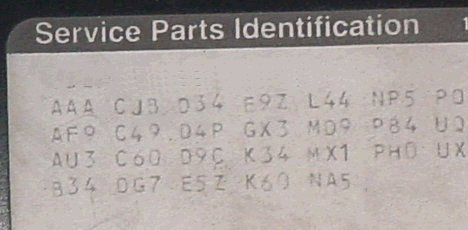 Service Parts Identification
AAA CJ3 D34 E9Z L44 NP5
AF9 C49 D4P GX3 MD9 P84
AU3 C60 D9C K34 MX1 PH0 UX
B34 DG7 E5Z K60 NA5